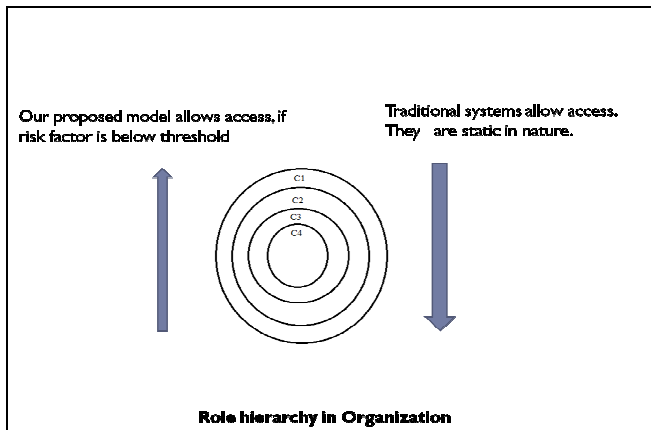 Our proposed model allows access, if
risk factor is below threshold
Traditional systems allow access.
They are static in nature.
C1
C2
C3
C4
Role hierarchy in Organization